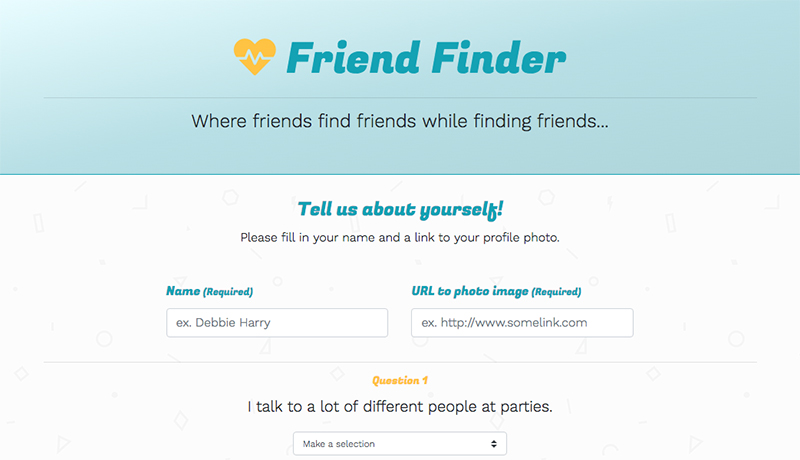 Friend Finder
Where friends find friends while finding friends...
Tell us about yourself!
Please fill in your name and a link to your profile photo.
Name (Required)
URL to photo image (Required)
ex. Debbie Harry
ex. http://www.somelink.com
Question 1
I talk to a lot of different people at parties.
Make a selection